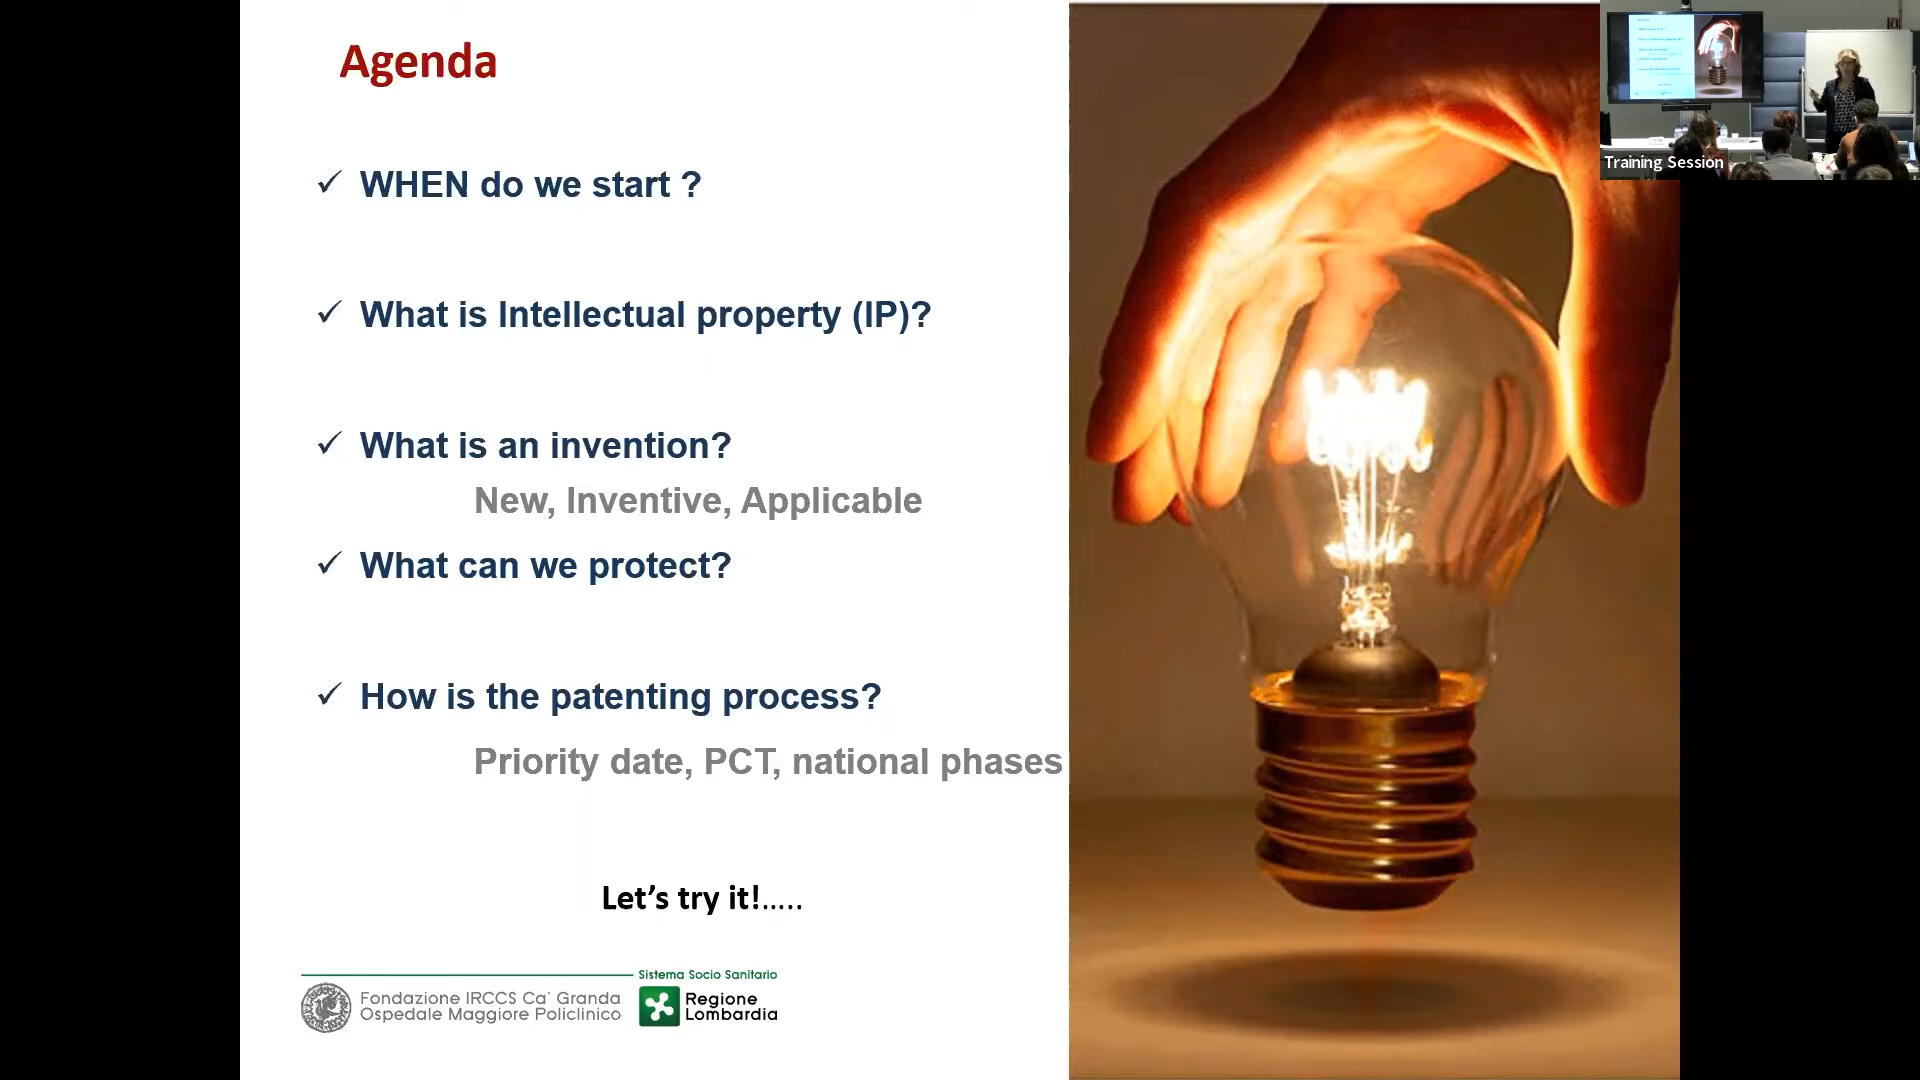 Agenda
✓ WHEN do we start ?
✓ What is Intellectual property (IP)?
✓ What is an invention?
New, Inventive, Applicable
✓ What can we protect?
✓ How is the patenting process?
Priority date, PCT, national phases
Let's try it!.....
Sistema Socio Sanitario
Fondazione IRCCS Ca' Granda
Ospedale Maggiore Policlinico
Regione
Lombardia
Training Session